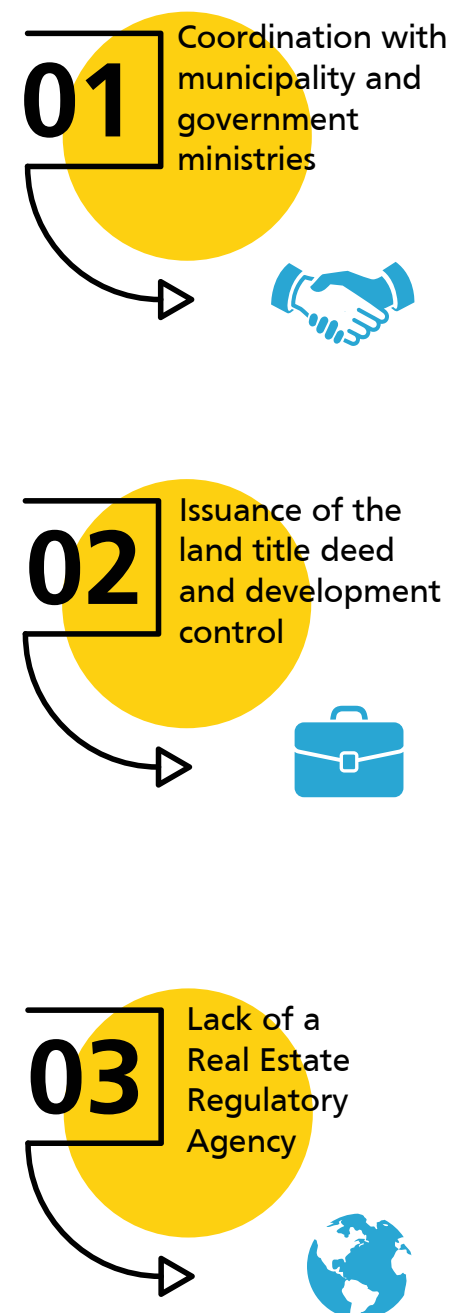 01
Coordination with
municipality and
government
ministries
02
Issuance of the
land title deed
and development
control
03
Lack of a
Real Estate
Regulatory
Agency